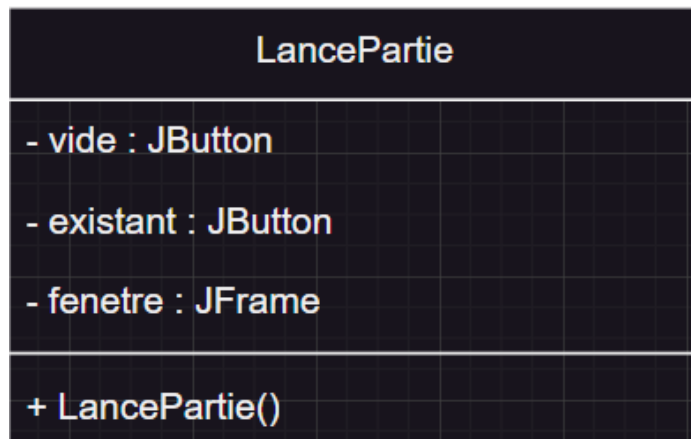 LancePartie
- vide : JButton
- existant : JButton
- fenetre : JFrame
+ LancePartie()